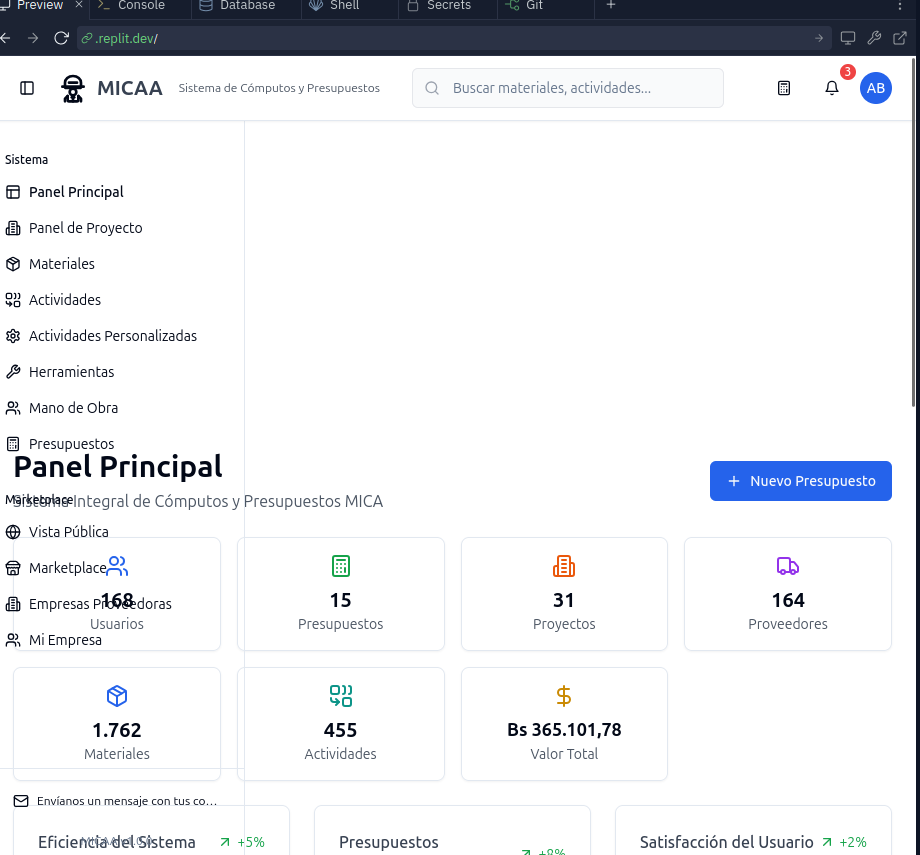 Preview Console Database Shell Secrets Git
.replit.dev/
MICAA Sistema de Cómputos y Presupuestos Buscar materiales, actividades... 3 AB
Sistema
Panel Principal
Panel de Proyecto
Materiales
Actividades
Actividades Personalizadas
Herramientas
Mano de Obra
Presupuestos
Panel Principal
Nuevo Presupuesto
Marketplace
Sistema Integral de Cómputos y Presupuestos MICA
Vista Pública
Marketplace
Empresas Proveedoras
Mi Empresa
168
Usuarios
15
Presupuestos
31
Proyectos
164
Proveedores
1.762
Materiales
455
Actividades
Bs 365.101,78
Valor Total
Envíanos un mensaje con tus co…
Eficiencia del Sistema +5%
Presupuestos +8%
Satisfacción del Usuario +2%